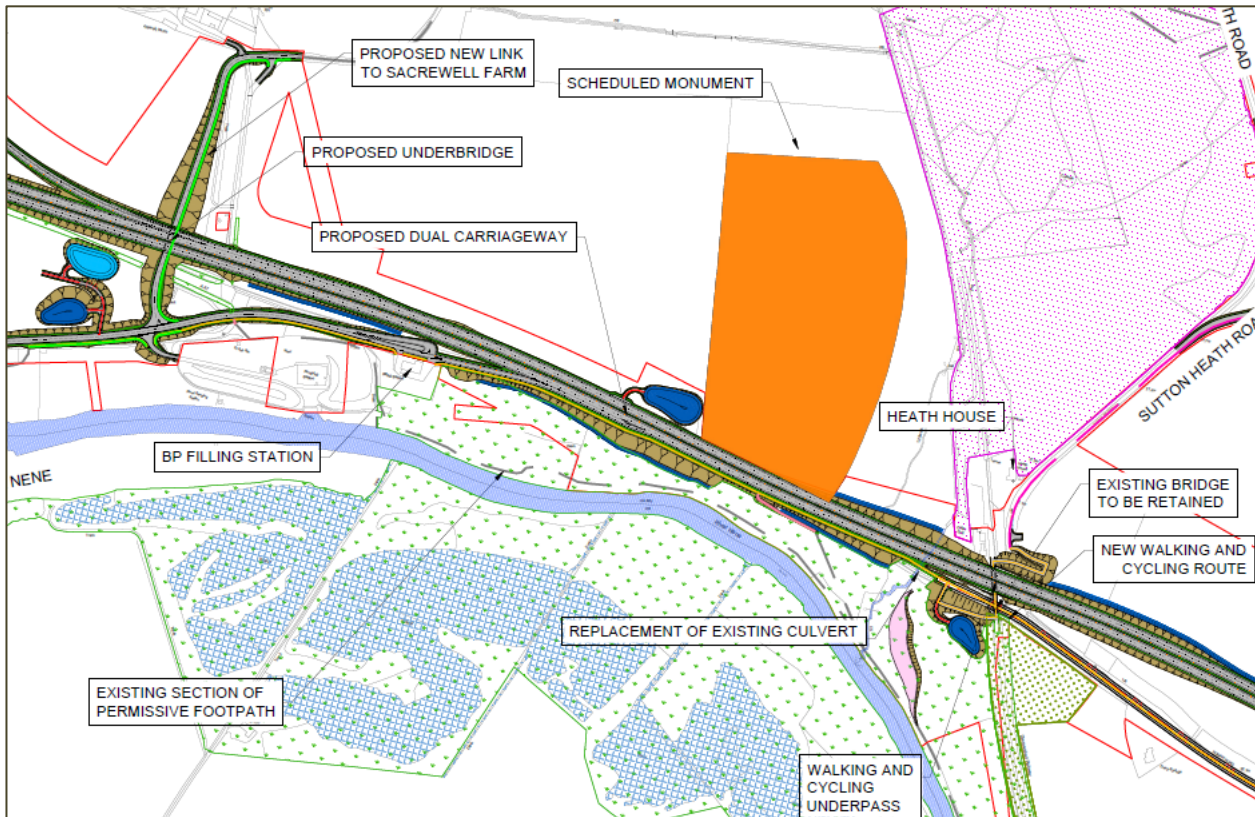 PROPOSED NEW LINK
TO SACREWELL FARM
SCHEDULED MONUMENT
TH ROAD
PROPOSED UNDERBRIDGE
PROPOSED DUAL CARRIAGEWAY
SUTTON HEATH ROA
HEATH HOUSE
BP FILLING STATION
NENE
EXISTING BRIDGE
TO BE RETAINED
NEW WALKING AND
CYCLING ROUTE
REPLACEMENT OF EXISTING CULVERT
EXISTING SECTION OF
PERMISSIVE FOOTPATH
WALKING AND
CYCLING
UNDERPASS